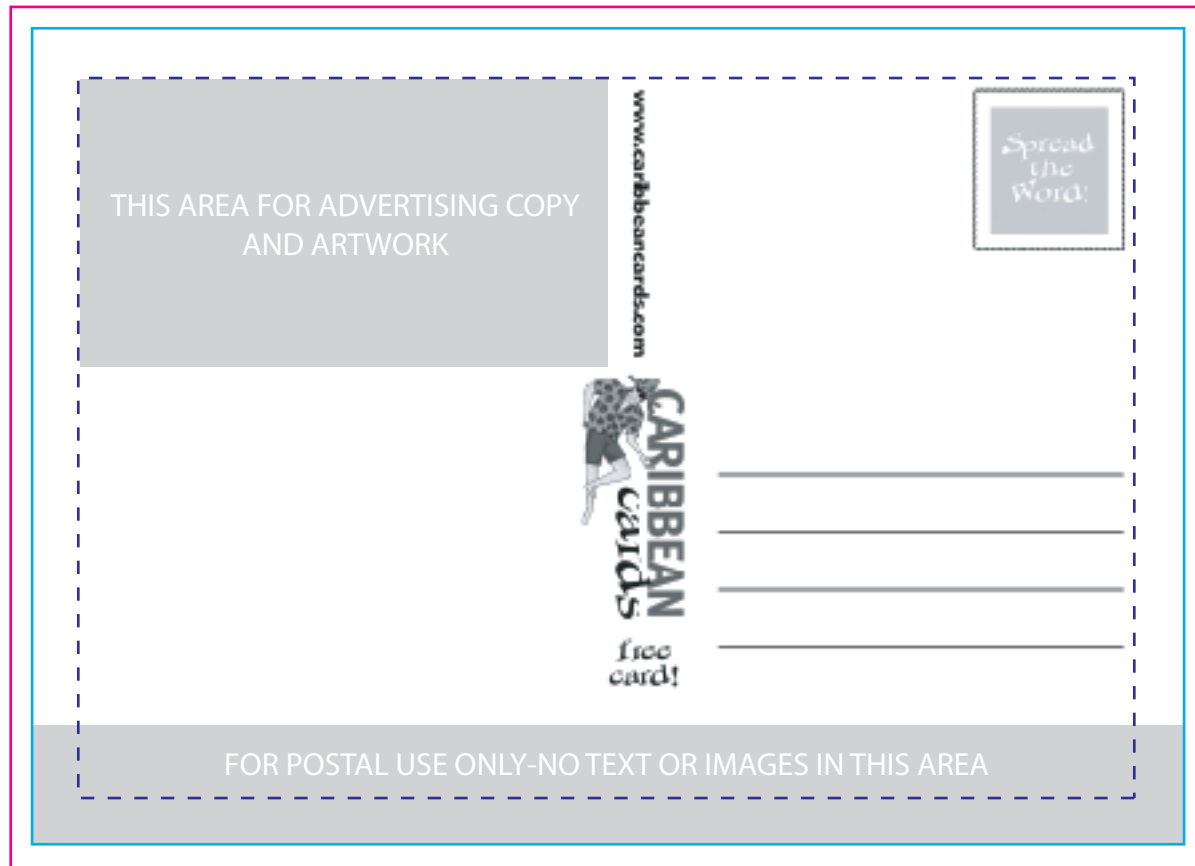 THIS AREA FOR ADVERTISING COPY
AND ARTWORK
www.caribbeancards.com
Spread
the
Word!
CARIBBEAN
cards
free
card!
FOR POSTAL USE ONLY-NO TEXT OR IMAGES IN THIS AREA